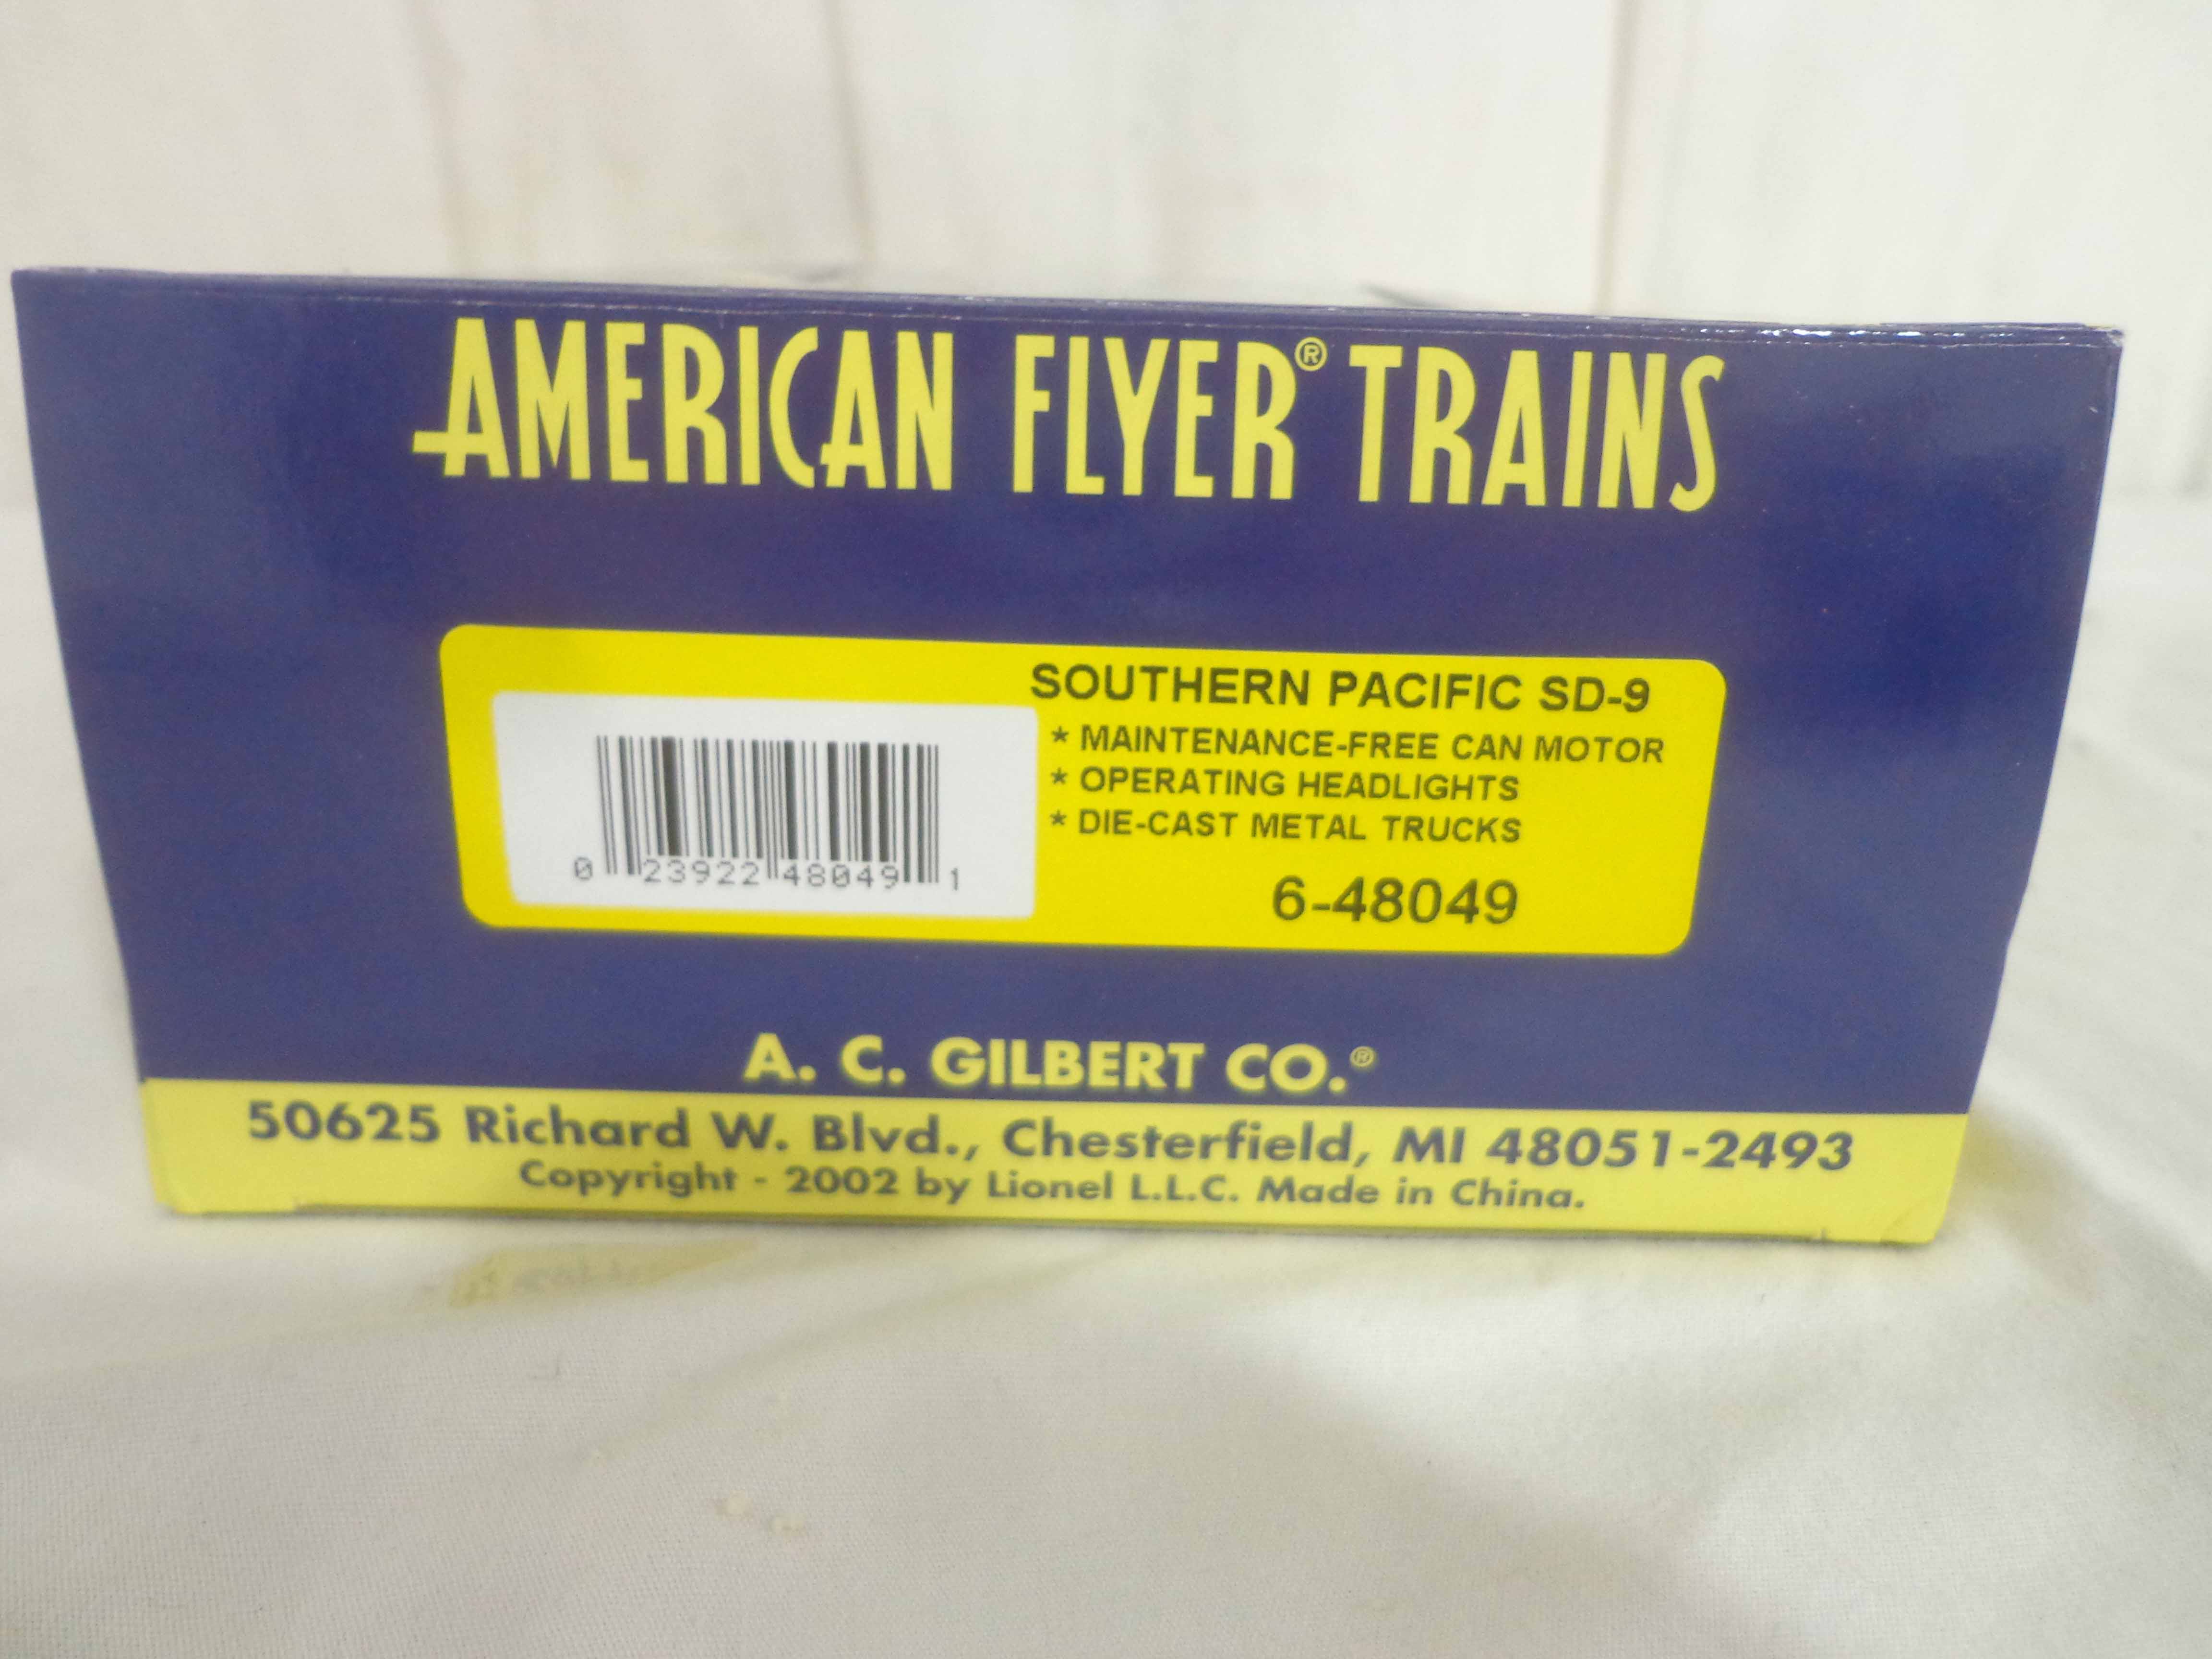 AMERICAN FLYER® TRAINS
SOUTHERN PACIFIC SD-9
* MAINTENANCE-FREE CAN MOTOR
* OPERATING HEADLIGHTS
* DIE-CAST METAL TRUCKS
0 23922 48049 1
6-48049
A. C. GILBERT CO.®
50625 Richard W. Blvd., Chesterfield, MI 48051-2493
Copyright - 2002 by Lionel L.L.C. Made in China.